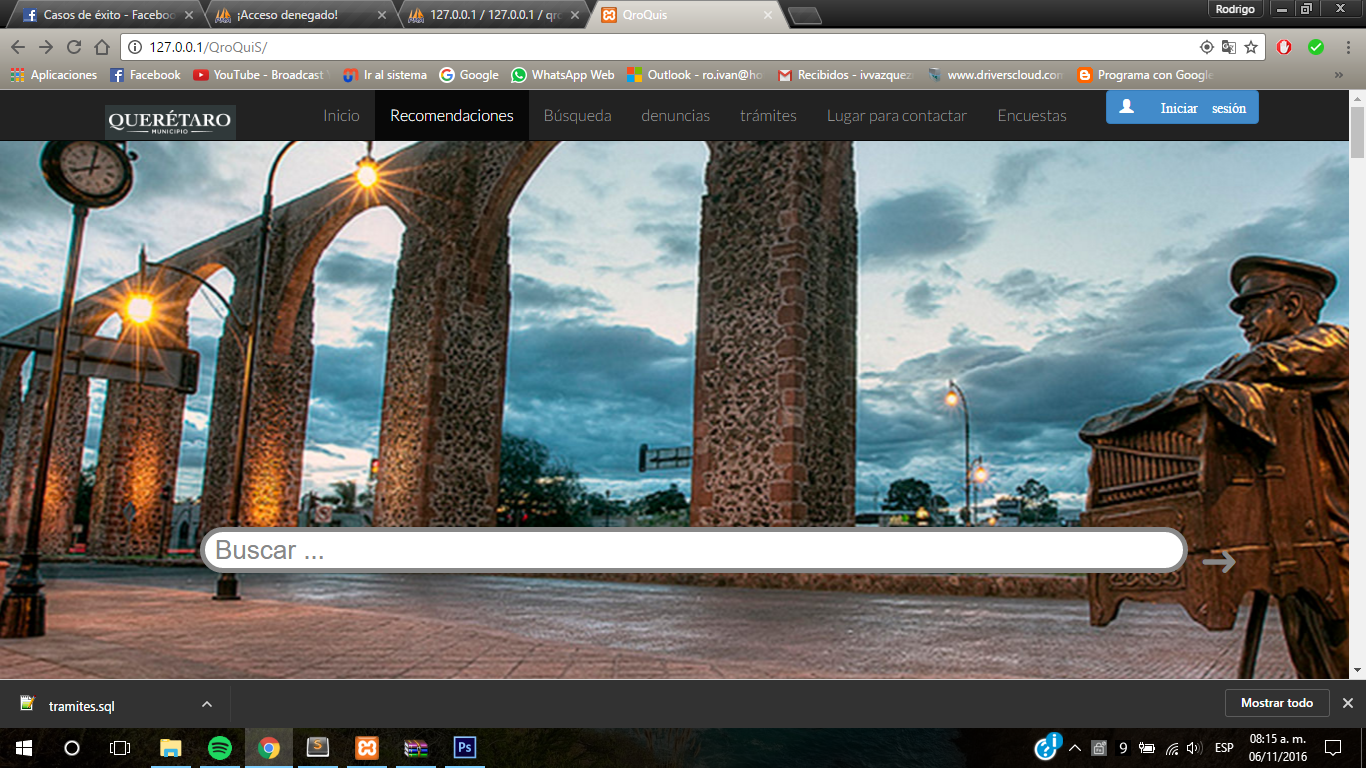 Casos de éxito - Faceboo
¡Acceso denegado!
127.0.0.1 / 127.0.0.1 / qro
QroQuis
Rodrigo
127.0.0.1/QroQuiS/
Aplicaciones
Facebook
YouTube - Broadcast Y
Ir al sistema
Google
WhatsApp Web
Outlook - ro.ivan@ho
Recibidos - ivvazquez
www.driverscloud.com
Programa con Google
»
QUERÉTARO
MUNICIPIO
Inicio
Recomendaciones
Búsqueda
denuncias
trámites
Lugar para contactar
Encuestas
Iniciar sesión
Buscar ...
tramites.sql
Mostrar todo
Ps
ESP
08:15 a. m.
06/11/2016